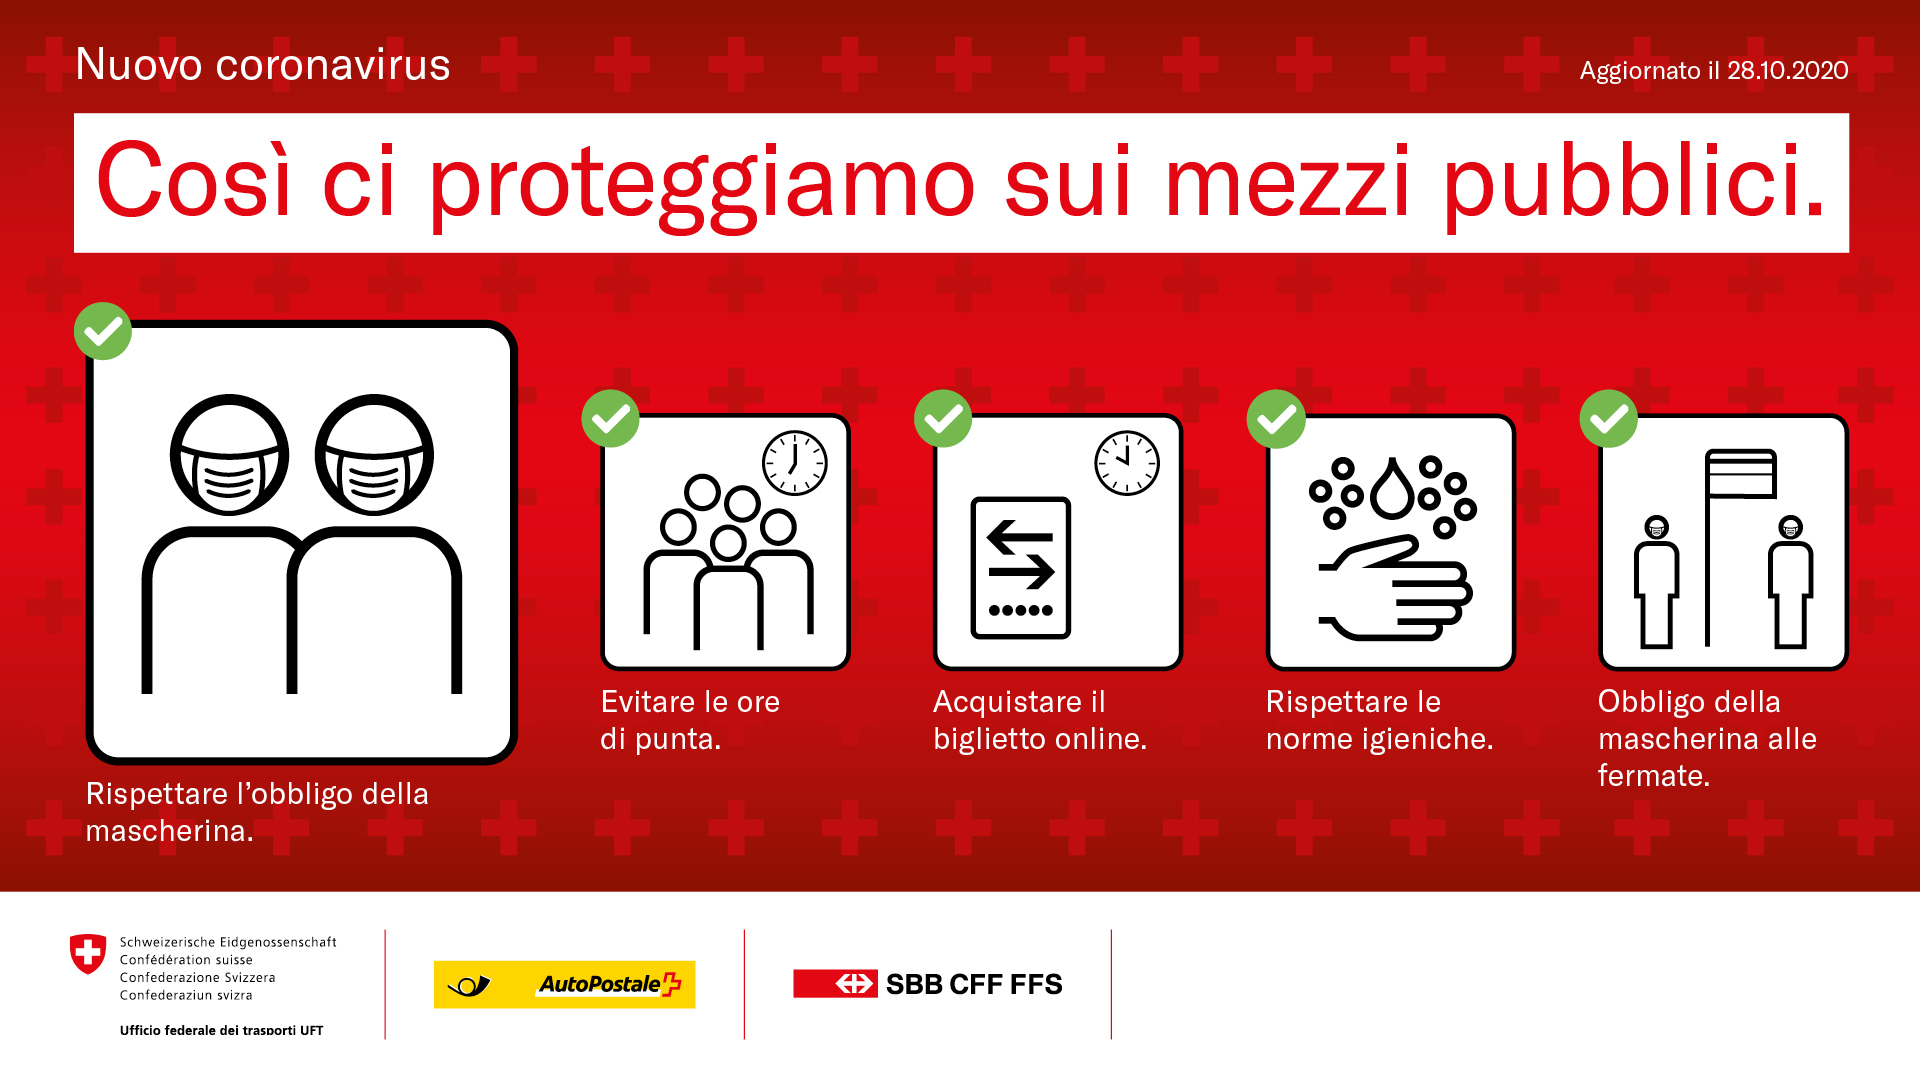 Nuovo coronavirus
Aggiornato il 28.10.2020
Così ci proteggiamo sui mezzi pubblici.
Rispettare l’obbligo della
mascherina.
Evitare le ore
di punta.
Acquistare il
biglietto online.
Rispettare le
norme igieniche.
Obbligo della
mascherina alle
fermate.
Schweizerische Eidgenossenschaft
Confédération suisse
Confederazione Svizzera
Confederaziun svizra
Ufficio federale dei trasporti UFT
AutoPostale
SBB CFF FFS